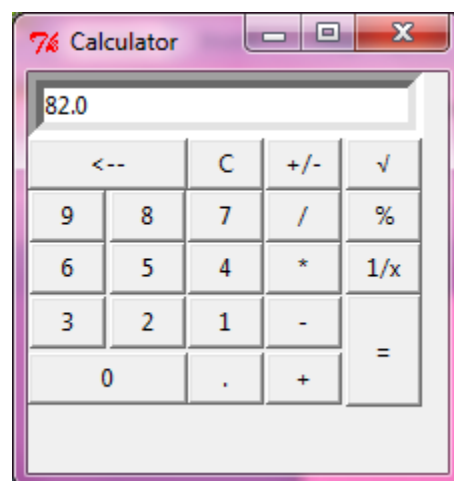 Calculator
82.0
<-- C +/- √
9 8 7 / %
6 5 4 * 1/x
3 2 1 - =
0 . +